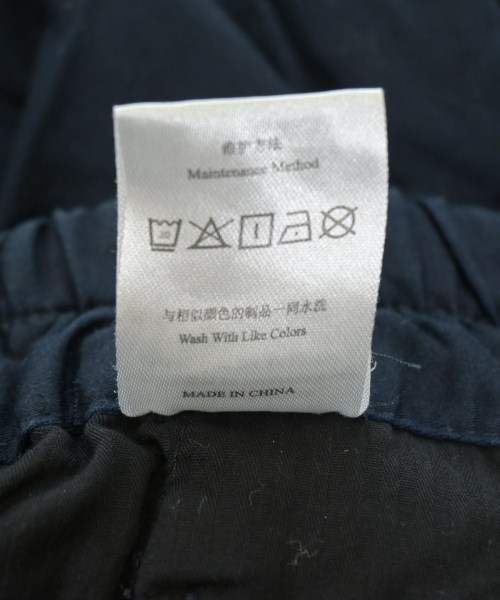 维护方法
Maintenance Method
30
与相似颜色的制品一同水洗
Wash With Like Colors
MADE IN CHINA